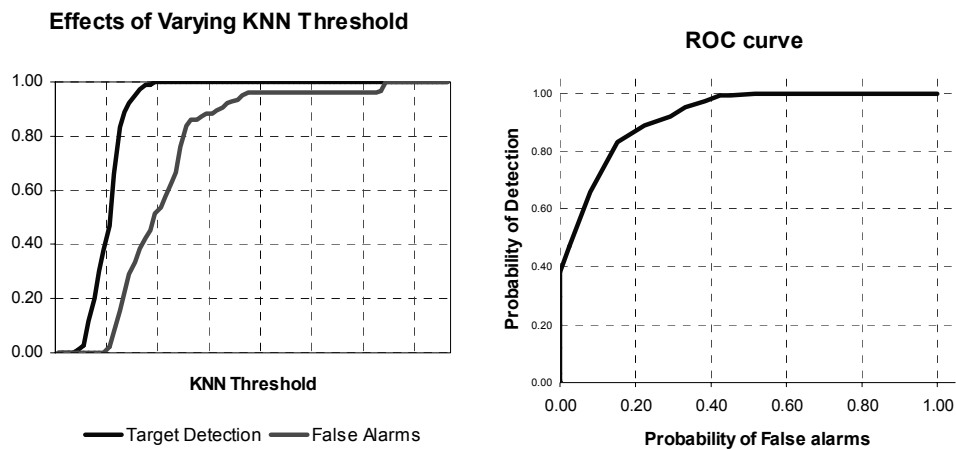 Effects of Varying KNN Threshold
1.00
0.80
0.60
0.40
0.20
0.00
KNN Threshold
Target Detection
False Alarms
ROC curve
Probability of Detection
1.00
0.80
0.60
0.40
0.20
0.00
0.00 0.20 0.40 0.60 0.80 1.00
Probability of False alarms